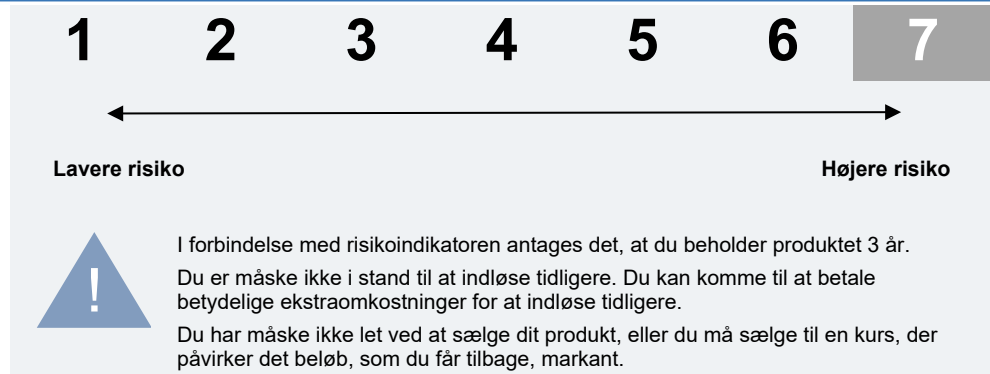 1 2 3 4 5 6 7
Lavere risiko Højere risiko
!
I forbindelse med risikoindikatoren antages det, at du beholder produktet 3 år.
Du er måske ikke i stand til at indløse tidligere. Du kan komme til at betale
betydelige ekstraomkostninger for at indløse tidligere.
Du har måske ikke let ved at sælge dit produkt, eller du må sælge til en kurs, der
påvirker det beløb, som du får tilbage, markant.